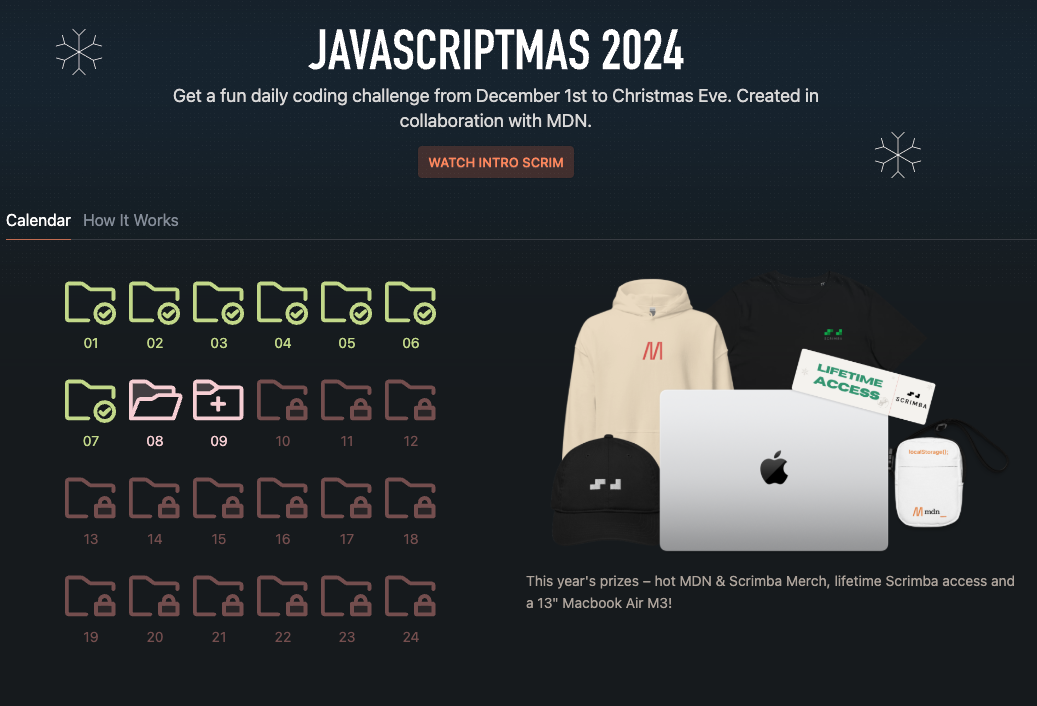 JAVASCRIPTMAS 2024
Get a fun daily coding challenge from December 1st to Christmas Eve. Created in
collaboration with MDN.
WATCH INTRO SCRIM
Calendar How It Works
01 02 03 04 05 06
07 08 09 10 11 12
13 14 15 16 17 18
19 20 21 22 23 24
SCRIMBA
LIFETIME
ACCESS
SCRIMBA
localStorage();
mdn_
This year's prizes – hot MDN & Scrimba Merch, lifetime Scrimba access and
a 13" Macbook Air M3!